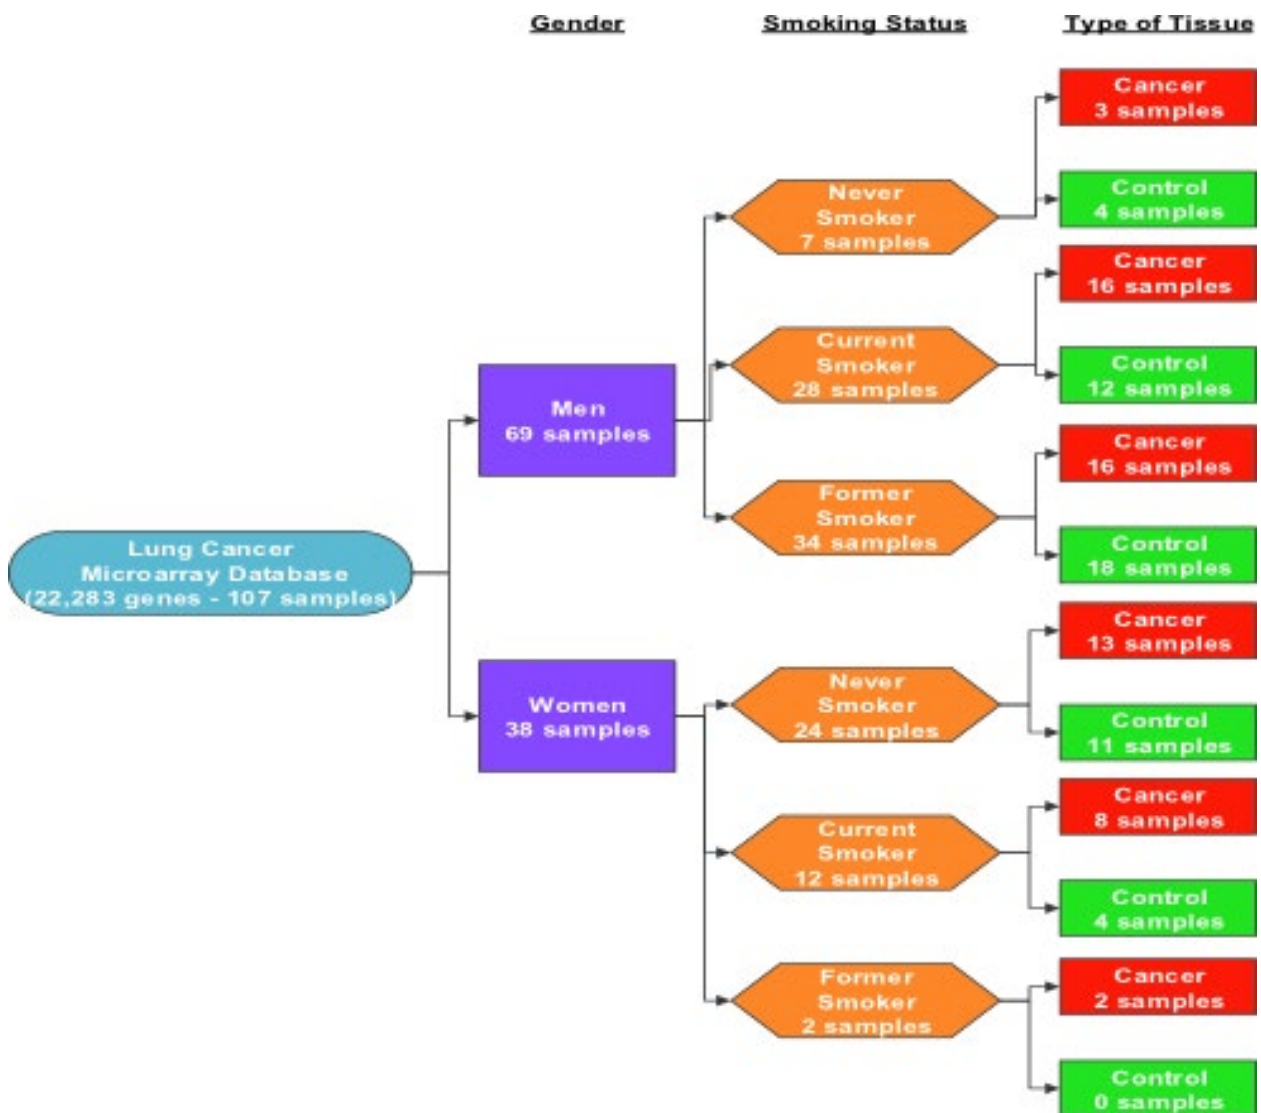 Gender Smoking Status Type of Tissue
Cancer
3 samples
Never
Smoker
7 samples
Control
4 samples
Cancer
16 samples
Current
Smoker
28 samples
Control
12 samples
Men
69 samples
Cancer
16 samples
Former
Smoker
34 samples
Control
18 samples
Lung Cancer
Microarray Database
(22,283 genes - 107 samples)
Cancer
13 samples
Never
Smoker
24 samples
Control
11 samples
Women
38 samples
Cancer
8 samples
Current
Smoker
12 samples
Control
4 samples
Cancer
2 samples
Former
Smoker
2 samples
Control
0 samples